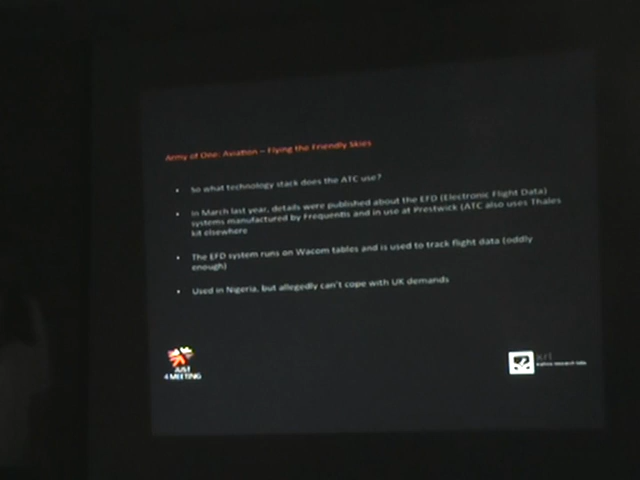 Army of One: Aviation – Flying the Friendly Skies
So what technology stack does the ATC use?
In March last year, details were published about the EFD (Electronic Flight Data)
systems manufactured by Frequentis and in use at Prestwick (ATC also uses Thales
kit elsewhere
The EFD system runs on Wacom tables and is used to track flight data (oddly
enough)
Used in Nigeria, but allegedly can't cope with UK demands
JUST
4 MEETING